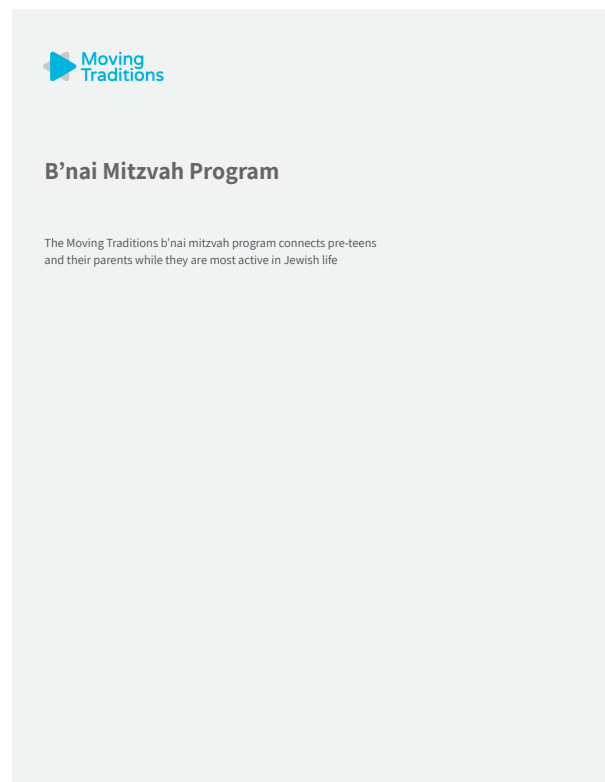 Moving
Traditions
B’nai Mitzvah Program
The Moving Traditions b’nai mitzvah program connects pre-teens
and their parents while they are most active in Jewish life